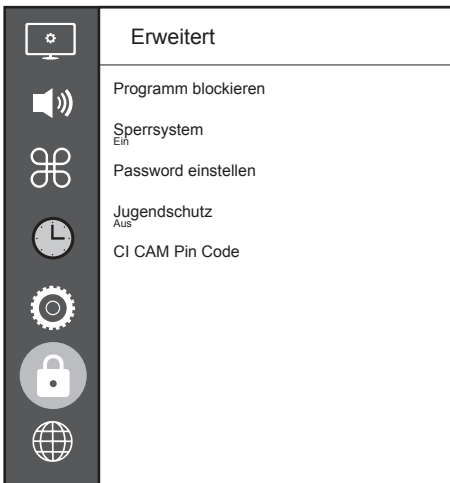 Erweitert
Programm blockieren
Sperrsystem
Ein
Password einstellen
Jugendschutz
Aus
CI CAM Pin Code